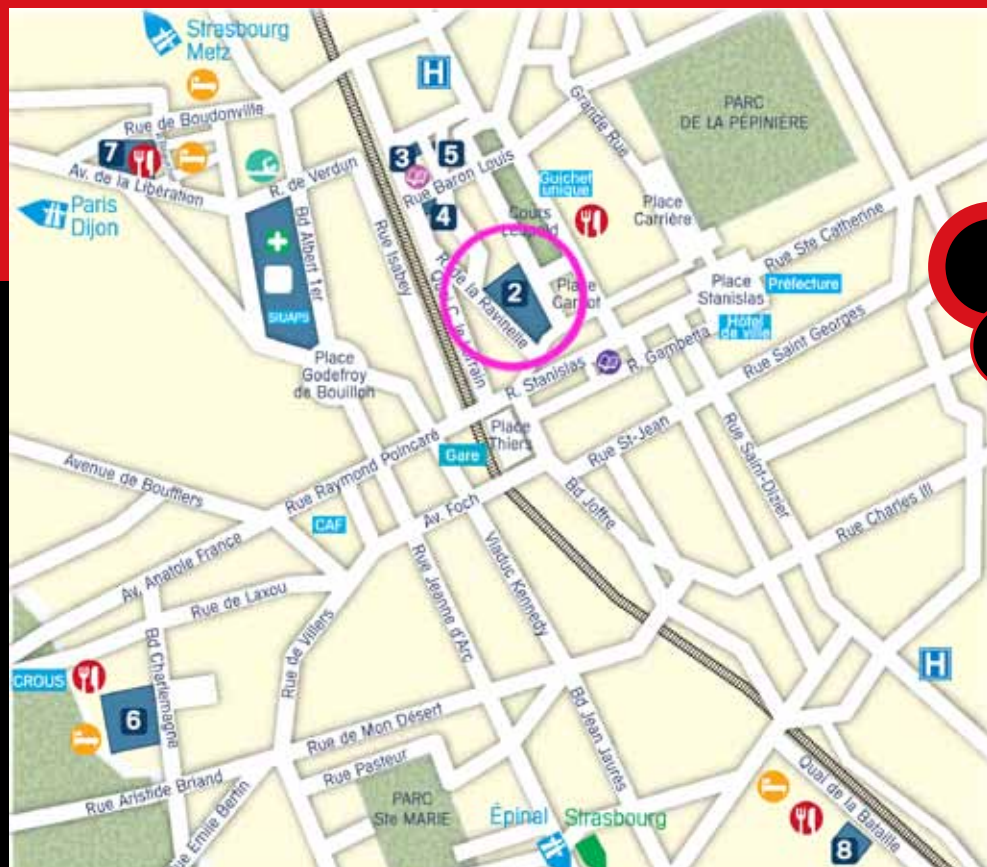 Strasbourg
Metz
H
PARC
DE LA PÉPINIÈRE
Grande Rue
Rue de Boudonville
7
3
5
Av. de la Libération
R. de Verdun
Rue Baron Louis
Guichet
unique
Place
Carrière
Paris
Dijon
4
Cours
Léopold
Rue Ste Catherine
Bd Albert 1er
Rue Isabey
R. de la Ravinelle
Quai C. le Lorrain
2
Place
Carnot
Place
Stanislas
Préfecture
Hôtel
de ville
SIUAPS
Place
Godefroy
de Bouillon
R. Stanislas
R. Gambetta
Rue Saint Georges
Place
Thiers
Gare
Rue St-Jean
Rue Saint-Dizier
Rue Raymond Poincaré
Avenue de Boufflers
CAF
Av. Foch
Bd Joffre
Rue Charles III
Av. Anatole France
Rue de Laxou
Rue de Villers
Rue Jeanne d'Arc
Viaduc Kennedy
H
CROUS
6
Bd Charlemagne
Rue de Mon Désert
Bd Jean Jaurès
Rue Pasteur
Rue Aristide Briand
Rue Emile Bertin
PARC
Ste MARIE
Épinal
Strasbourg
Quai de la Bataille
8